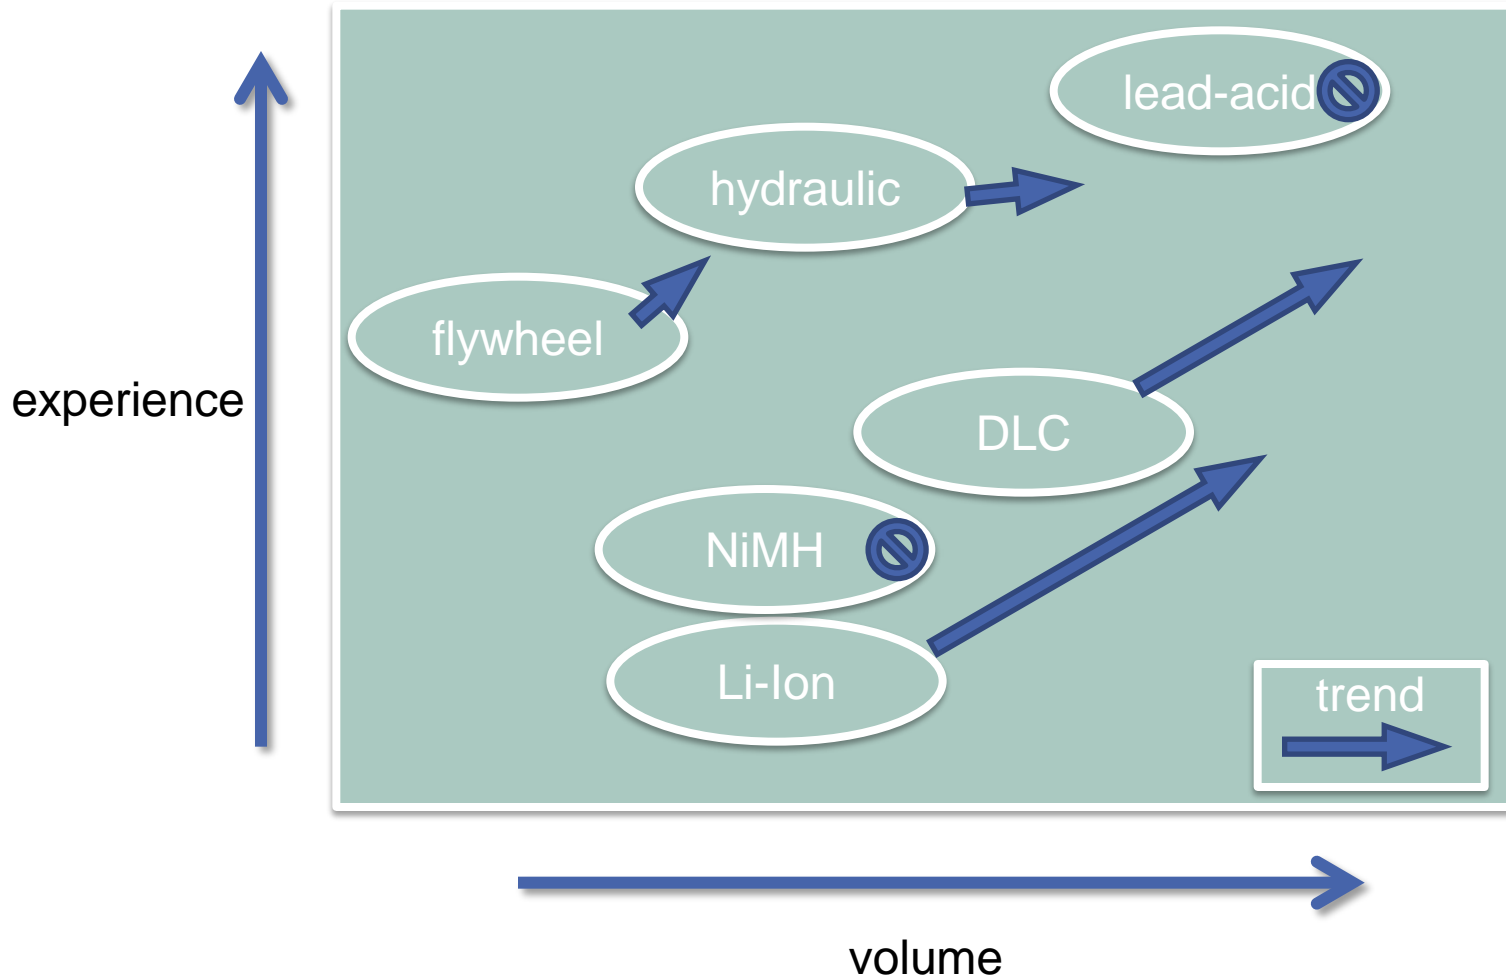 lead-acid
hydraulic
flywheel
experience
DLC
NiMH
Li-Ion
trend
volume